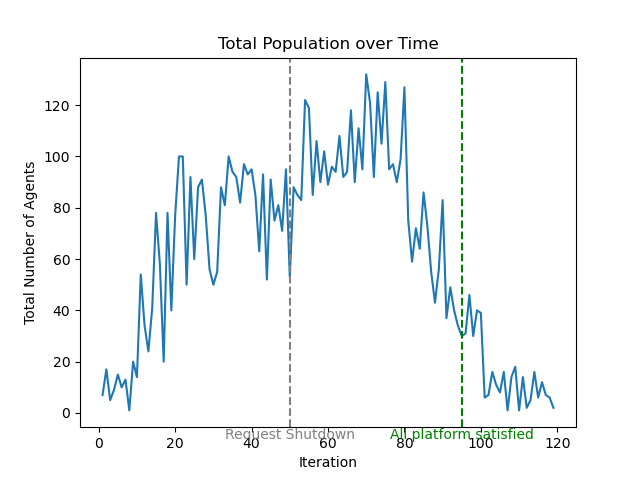 Total Population over Time
Total Number of Agents
120
100
80
60
40
20
0
Request Shutdown
All platform satisfied
0 20 40 60 80 100 120
Iteration